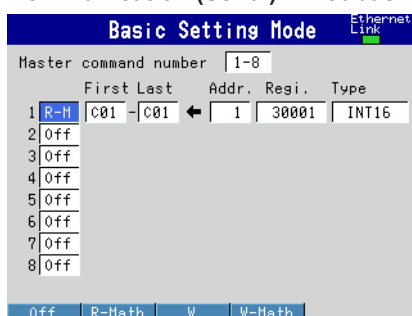 Basic Setting Mode
Ethernet
Link
Master command number 1-8
First Last Addr. Regi. Type
1 R-M C01 - C01 ← 1 30001 INT16
2 Off
3 Off
4 Off
5 Off
6 Off
7 Off
8 Off
Off R-Math W W-Math